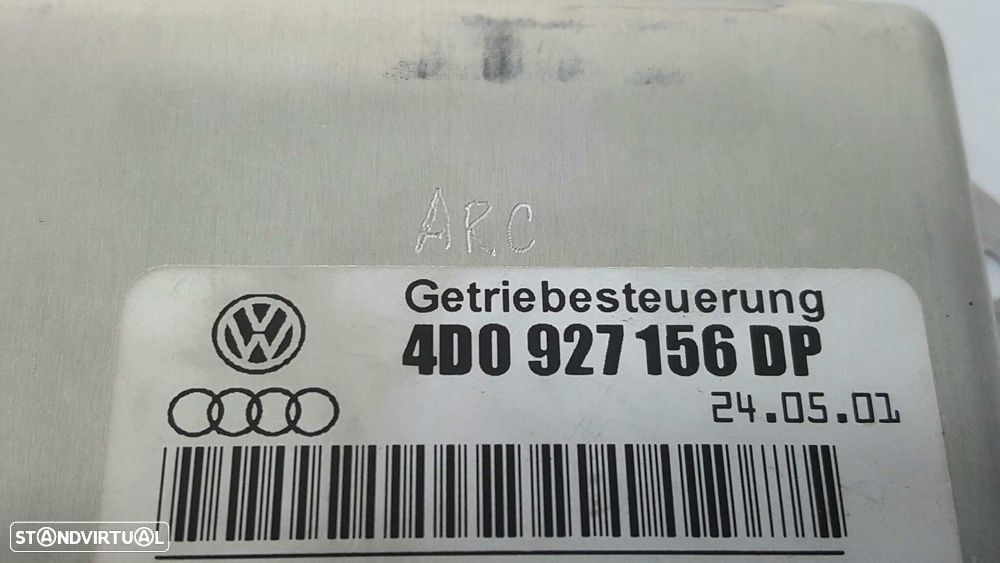 ARC
Getriebesteuerung
4D0 927 156 DP
24.05.01
STANDVIRTUAL